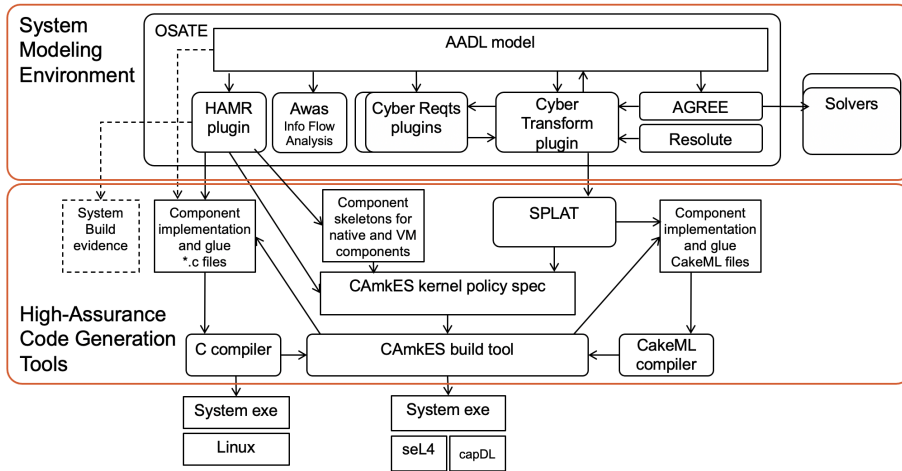 System
Modeling
Environment
OSATE
AADL model
HAMR
plugin
Awas
Info Flow
Analysis
Cyber Reqts
plugins
Cyber
Transform
plugin
AGREE
Resolute
Solvers
System
Build
evidence
Component
implementation
and glue
*.c files
Component
skeletons for
native and VM
components
SPLAT
Component
implementation
and glue
CakeML files
CAmkES kernel policy spec
High-Assurance
Code Generation
Tools
C compiler
CAmkES build tool
CakeML
compiler
System exe
Linux
System exe
seL4
capDL